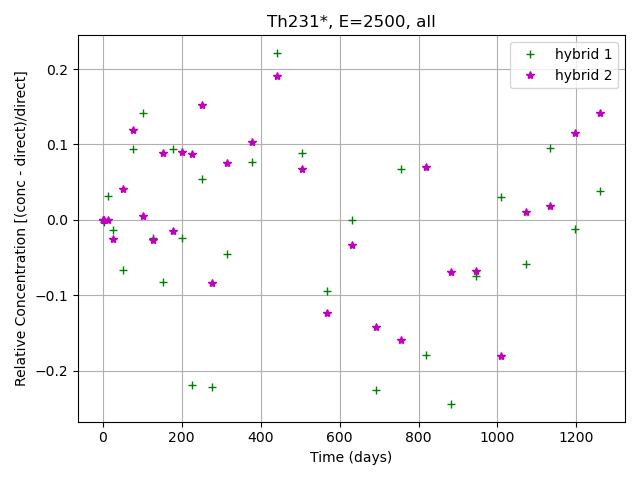 Th231*, E=2500, all
hybrid 1
hybrid 2
Relative Concentration [(conc - direct)/direct]
0.2
0.1
0.0
−0.1
−0.2
0 200 400 600 800 1000 1200
Time (days)